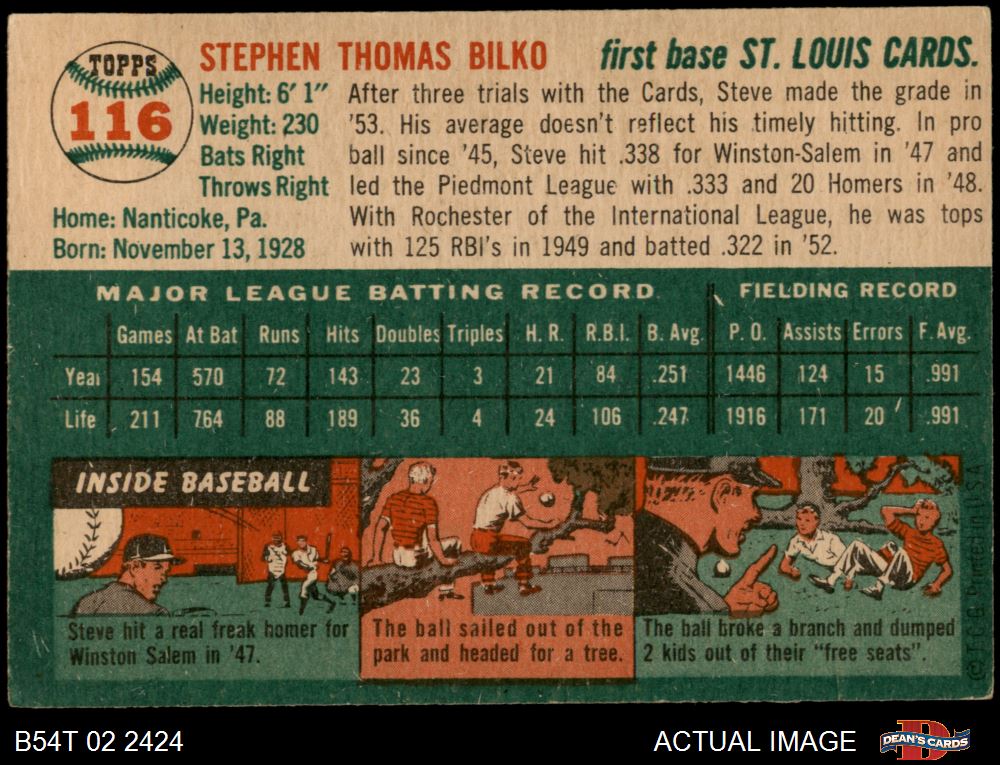 TOPPS
116
STEPHEN THOMAS BILKO
first base ST. LOUIS CARDS.
Height: 6' 1"
Weight: 230
Bats Right
Throws Right
Home: Nanticoke, Pa.
Born: November 13, 1928
After three trials with the Cards, Steve made the grade in
'53. His average doesn't reflect his timely hitting. In pro
ball since '45, Steve hit .338 for Winston-Salem in '47 and
led the Piedmont League with .333 and 20 Homers in '48.
With Rochester of the International League, he was tops
with 125 RBI's in 1949 and batted .322 in '52.
MAJOR LEAGUE BATTING RECORD FIELDING RECORD
Games At Bat Runs Hits Doubles Triples H. R. R.B.I. B. Avg. P. O. Assists Errors F. Avg.
Year 154 570 72 143 23 3 21 84 .251 1446 124 15 .991
Life 211 764 88 189 36 4 24 106 .247 1916 171 20 .991
INSIDE BASEBALL
Steve hit a real freak homer for
Winston Salem in '47.
The ball sailed out of the
park and headed for a tree.
The ball broke a branch and dumped
2 kids out of their "free seats".
© T.C.G. Printed in U.S.A.
B54T 02 2424
ACTUAL IMAGE
DEAN'S CARDS